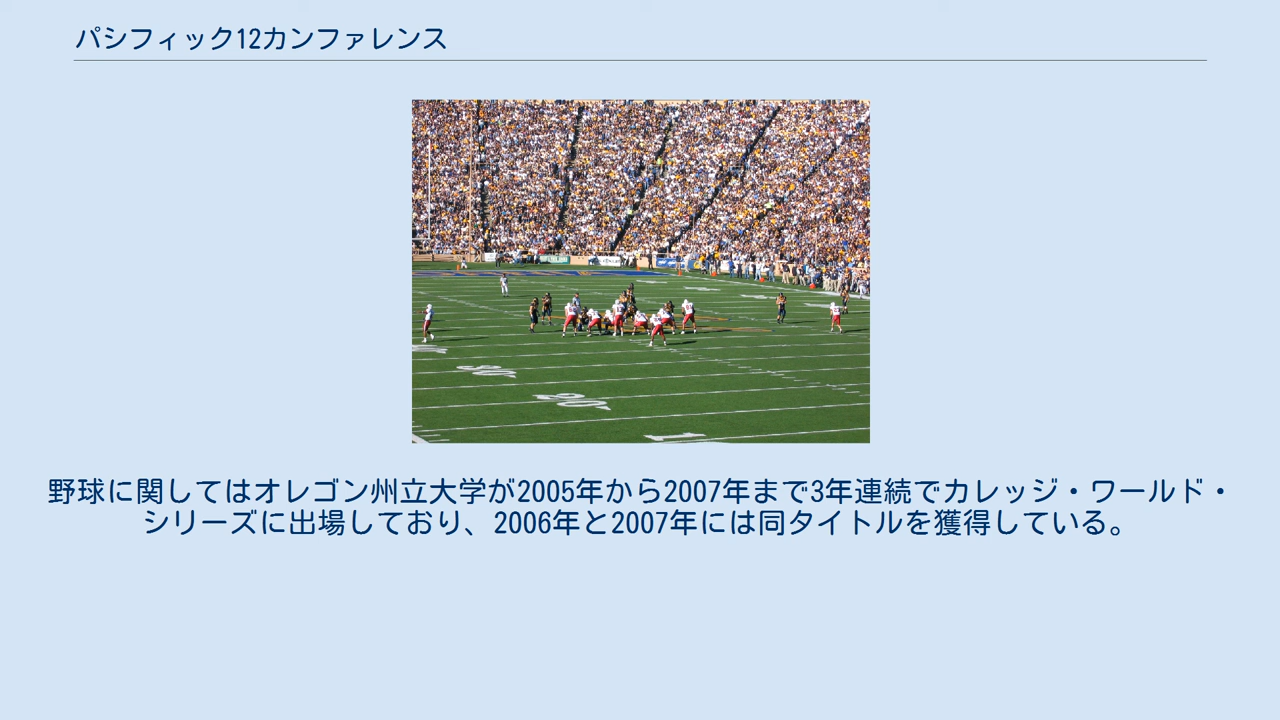 パシフィック12カンファレンス
30
20
1
野球に関してはオレゴン州立大学が2005年から2007年まで3年連続でカレッジ・ワールド・
シリーズに出場しており、2006年と2007年には同タイトルを獲得している。